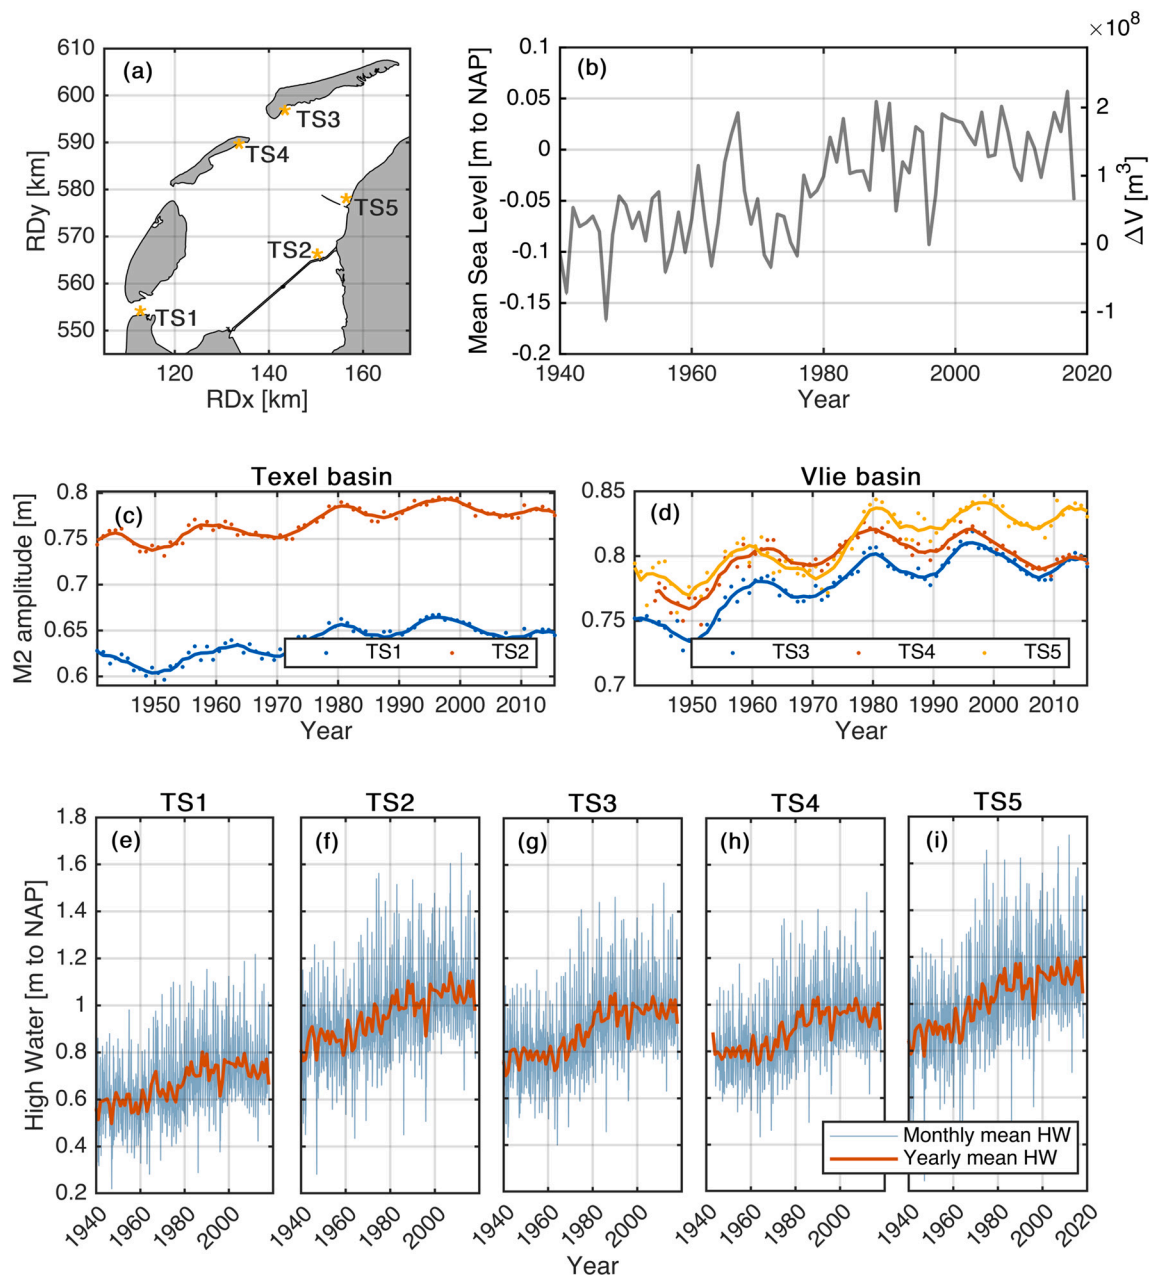 (a)
610
600
590
580
570
560
550
RDy [km]
TS3
TS4
TS5
TS2
TS1
120
140
160
RDx [km]
(b)
×10⁸
0.1
0.05
0
-0.05
-0.1
-0.15
-0.2
Mean Sea Level [m to NAP]
2
1
0
-1
ΔV [m³]
1940
1960
1980
2000
2020
Year
Texel basin
(c)
0.8
0.75
0.7
0.65
0.6
M2 amplitude [m]
TS1
TS2
1950
1960
1970
1980
1990
2000
2010
Year
Vlie basin
(d)
0.85
0.8
0.75
0.7
TS3
TS4
TS5
1950
1960
1970
1980
1990
2000
2010
Year
TS1
TS2
TS3
TS4
TS5
(e)
(f)
(g)
(h)
(i)
1.8
1.6
1.4
1.2
1
0.8
0.6
0.4
0.2
High Water [m to NAP]
Monthly mean HW
Yearly mean HW
1940
1960
1980
2000
1940
1960
1980
2000
1940
1960
1980
2000
1940
1960
1980
2000
1940
1960
1980
2000
2020
Year